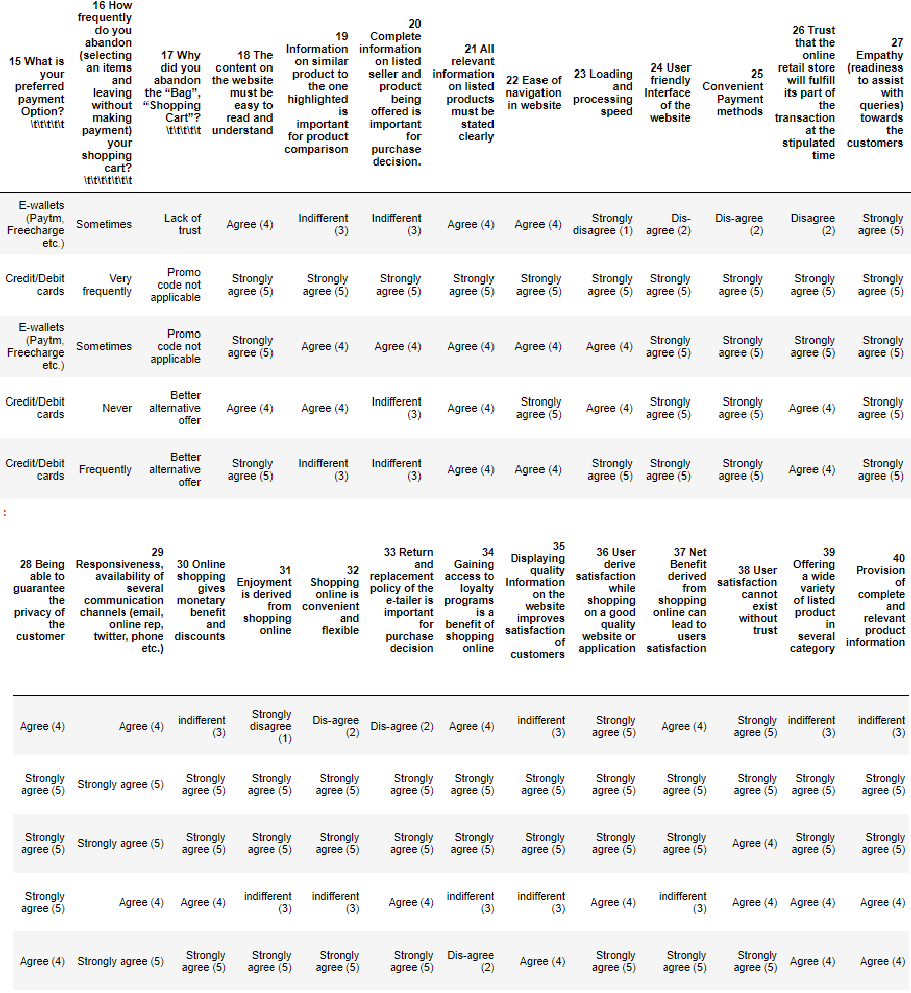 15 What is
your
preferred
payment
Option?
\t\t\t\t\t
16 How
frequently
do you
abandon
(selecting
an items
and
leaving
without
making
payment)
your
shopping
cart?
\t\t\t\t\t\t\t
17 Why
did you
abandon
the “Bag”,
“Shopping
Cart”?
\t\t\t\t\t
18 The
content on
the website
must be
easy to
read and
understand
19
Information
on similar
product to
the one
highlighted
is
important
for product
comparison
20
Complete
information
on listed
seller and
product
being
offered is
important
for
purchase
decision.
21 All
relevant
information
on listed
products
must be
stated
clearly
22 Ease of
navigation
in website
23 Loading
and
processing
speed
24 User
friendly
Interface
of the
website
25
Convenient
Payment
methods
26 Trust
that the
online
retail store
will fulfill
its part of
the
transaction
at the
stipulated
time
27
Empathy
(readiness
to assist
with
queries)
towards
the
customers
E-wallets
(Paytm,
Freecharge
etc.)
Sometimes
Lack of
trust
Agree (4)
Indifferent
(3)
Indifferent
(3)
Agree (4)
Agree (4)
Strongly
disagree (1)
Dis-
agree (2)
Dis-agree
(2)
Disagree
(2)
Strongly
agree (5)
Credit/Debit
cards
Very
frequently
Promo
code not
applicable
Strongly
agree (5)
Strongly
agree (5)
Strongly
agree (5)
Strongly
agree (5)
Strongly
agree (5)
Strongly
agree (5)
Strongly
agree (5)
Strongly
agree (5)
Strongly
agree (5)
Strongly
agree (5)
E-wallets
(Paytm,
Freecharge
etc.)
Sometimes
Promo
code not
applicable
Strongly
agree (5)
Agree (4)
Agree (4)
Agree (4)
Agree (4)
Agree (4)
Strongly
agree (5)
Strongly
agree (5)
Strongly
agree (5)
Strongly
agree (5)
Credit/Debit
cards
Never
Better
alternative
offer
Agree (4)
Agree (4)
Indifferent
(3)
Agree (4)
Strongly
agree (5)
Agree (4)
Strongly
agree (5)
Strongly
agree (5)
Agree (4)
Strongly
agree (5)
Credit/Debit
cards
Frequently
Better
alternative
offer
Strongly
agree (5)
Indifferent
(3)
Indifferent
(3)
Agree (4)
Agree (4)
Strongly
agree (5)
Strongly
agree (5)
Strongly
agree (5)
Agree (4)
Strongly
agree (5)
:
28 Being
able to
guarantee
the
privacy of
the
customer
29
Responsiveness,
availability of
several
communication
channels (email,
online rep,
twitter, phone
etc.)
30 Online
shopping
gives
monetary
benefit
and
discounts
31
Enjoyment
is derived
from
shopping
online
32
Shopping
online is
convenient
and
flexible
33 Return
and
replacement
policy of the
e-tailer is
important
for
purchase
decision
34
Gaining
access to
loyalty
programs
is a
benefit of
shopping
online
35
Displaying
quality
Information
on the
website
improves
satisfaction
of
customers
36 User
derive
satisfaction
while
shopping
on a good
quality
website or
application
37 Net
Benefit
derived
from
shopping
online can
lead to
users
satisfaction
38 User
satisfaction
cannot
exist
without
trust
39
Offering
a wide
variety
of listed
product
in
several
category
40
Provision
of
complete
and
relevant
product
information
Agree (4)
Agree (4)
indifferent
(3)
Strongly
disagree
(1)
Dis-agree
(2)
Dis-agree (2)
Agree (4)
indifferent
(3)
Strongly
agree (5)
Agree (4)
Strongly
agree (5)
indifferent
(3)
indifferent
(3)
Strongly
agree (5)
Strongly agree (5)
Strongly
agree (5)
Strongly
agree (5)
Strongly
agree (5)
Strongly
agree (5)
Strongly
agree (5)
Strongly
agree (5)
Strongly
agree (5)
Strongly
agree (5)
Strongly
agree (5)
Strongly
agree (5)
Strongly
agree (5)
Strongly
agree (5)
Strongly agree (5)
Strongly
agree (5)
Strongly
agree (5)
Strongly
agree (5)
Strongly
agree (5)
Strongly
agree (5)
Strongly
agree (5)
Strongly
agree (5)
Strongly
agree (5)
Agree (4)
Strongly
agree (5)
Strongly
agree (5)
Strongly
agree (5)
Agree (4)
Agree (4)
indifferent
(3)
indifferent
(3)
Agree (4)
indifferent
(3)
indifferent
(3)
Agree (4)
indifferent
(3)
Agree (4)
Agree (4)
Agree (4)
Agree (4)
Strongly agree (5)
Strongly
agree (5)
Strongly
agree (5)
Strongly
agree (5)
Strongly
agree (5)
Dis-agree
(2)
Agree (4)
Strongly
agree (5)
Strongly
agree (5)
Strongly
agree (5)
Agree (4)
Agree (4)